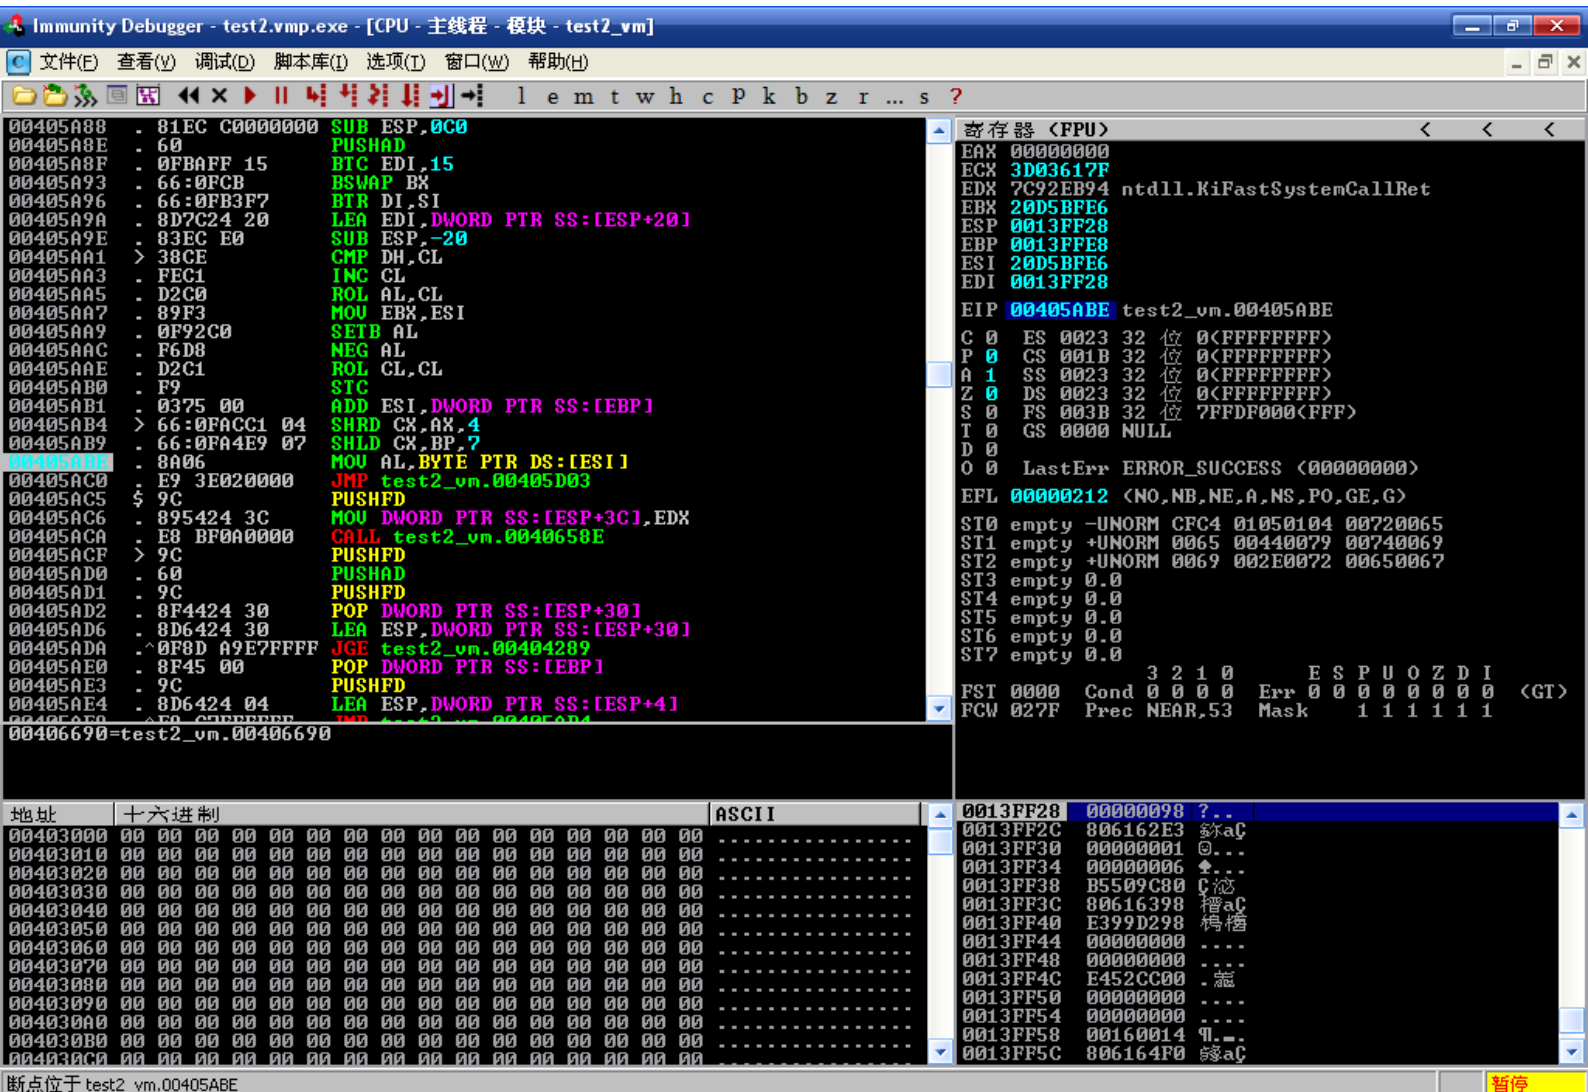 Immunity Debugger - test2.vmp.exe - [CPU - 主线程 - 模块 - test2_vm]
文件(F) 查看(V) 调试(D) 脚本库(I) 选项(T) 窗口(W) 帮助(H)
l e m t w h c P k b z r ... s ?
00405A88 . 81EC C0000000 SUB ESP,0C0
00405A8E . 60 PUSHAD
00405A8F . 0FBAFF 15 BTC EDI,15
00405A93 . 66:0FCB BSWAP BX
00405A96 . 66:0FB3F7 BTR DI,SI
00405A9A . 8D7C24 20 LEA EDI,DWORD PTR SS:[ESP+20]
00405A9E . 83EC E0 SUB ESP,-20
00405AA1 > 38CE CMP DH,CL
00405AA3 . FEC1 INC CL
00405AA5 . D2C0 ROL AL,CL
00405AA7 . 89F3 MOV EBX,ESI
00405AA9 . 0F92C0 SETB AL
00405AAC . F6D8 NEG AL
00405AAE . D2C1 ROL CL,CL
00405AB0 . F9 STC
00405AB1 . 0375 00 ADD ESI,DWORD PTR SS:[EBP]
00405AB4 > 66:0FACC1 04 SHRD CX,AX,4
00405AB9 . 66:0FA4E9 07 SHLD CX,BP,7
00405ABE . 8A06 MOV AL,BYTE PTR DS:[ESI]
00405AC0 . E9 3E020000 JMP test2_vm.00405D03
00405AC5 $ 9C PUSHFD
00405AC6 . 895424 3C MOV DWORD PTR SS:[ESP+3C],EDX
00405ACA . E8 BF0A0000 CALL test2_vm.0040658E
00405ACF > 9C PUSHFD
00405AD0 . 60 PUSHAD
00405AD1 . 9C PUSHFD
00405AD2 . 8F4424 30 POP DWORD PTR SS:[ESP+30]
00405AD6 . 8D6424 30 LEA ESP,DWORD PTR SS:[ESP+30]
00405ADA .^0F8D A9E7FFFF JGE test2_vm.00404289
00405AE0 . 8F45 00 POP DWORD PTR SS:[EBP]
00405AE3 . 9C PUSHFD
00405AE4 . 8D6424 04 LEA ESP,DWORD PTR SS:[ESP+4]
00406690=test2_vm.00406690
寄存器 (FPU) < < <
EAX 00000000
ECX 3D03617F
EDX 7C92EB94 ntdll.KiFastSystemCallRet
EBX 20D5BFE6
ESP 0013FF28
EBP 0013FFE8
ESI 20D5BFE6
EDI 0013FF28
EIP 00405ABE test2_vm.00405ABE
C 0 ES 0023 32 位 0(FFFFFFFF)
P 0 CS 001B 32 位 0(FFFFFFFF)
A 1 SS 0023 32 位 0(FFFFFFFF)
Z 0 DS 0023 32 位 0(FFFFFFFF)
S 0 FS 003B 32 位 7FFDF000(FFF)
T 0 GS 0000 NULL
D 0
O 0 LastErr ERROR_SUCCESS (00000000)
EFL 00000212 (NO,NB,NE,A,NS,PO,GE,G)
ST0 empty -UNORM CFC4 01050104 00720065
ST1 empty +UNORM 0065 00440079 00740069
ST2 empty +UNORM 0069 002E0072 00650067
ST3 empty 0.0
ST4 empty 0.0
ST5 empty 0.0
ST6 empty 0.0
ST7 empty 0.0
3 2 1 0 E S P U O Z D I
FST 0000 Cond 0 0 0 0 Err 0 0 0 0 0 0 0 0 (GT)
FCW 027F Prec NEAR,53 Mask 1 1 1 1 1 1
地址 十六进制 ASCII
00403000 00 00 00 00 00 00 00 00 00 00 00 00 00 00 00 00 ................
00403010 00 00 00 00 00 00 00 00 00 00 00 00 00 00 00 00 ................
00403020 00 00 00 00 00 00 00 00 00 00 00 00 00 00 00 00 ................
00403030 00 00 00 00 00 00 00 00 00 00 00 00 00 00 00 00 ................
00403040 00 00 00 00 00 00 00 00 00 00 00 00 00 00 00 00 ................
00403050 00 00 00 00 00 00 00 00 00 00 00 00 00 00 00 00 ................
00403060 00 00 00 00 00 00 00 00 00 00 00 00 00 00 00 00 ................
00403070 00 00 00 00 00 00 00 00 00 00 00 00 00 00 00 00 ................
00403080 00 00 00 00 00 00 00 00 00 00 00 00 00 00 00 00 ................
00403090 00 00 00 00 00 00 00 00 00 00 00 00 00 00 00 00 ................
004030A0 00 00 00 00 00 00 00 00 00 00 00 00 00 00 00 00 ................
004030B0 00 00 00 00 00 00 00 00 00 00 00 00 00 00 00 00 ................
004030C0 00 00 00 00 00 00 00 00 00 00 00 00 00 00 00 00 ................
0013FF28 00000098 ?..
0013FF2C 806162E3 aÇ
0013FF30 00000001 ☺...
0013FF34 00000006 ♠...
0013FF38 B5509C80 Ç
0013FF3C 80616398 aÇ
0013FF40 E399D298
0013FF44 00000000 ....
0013FF48 00000000 ....
0013FF4C E452CC00 .
0013FF50 00000000 ....
0013FF54 00000000 ....
0013FF58 00160014 ¶.▬.
0013FF5C 806164F0 aÇ
断点位于 test2_vm.00405ABE
暂停